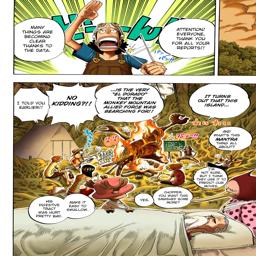 MANY
THINGS ARE
BECOMING
CLEAR
THANKS TO
THE DATA.
ATTENTION!
EVERYONE,
THANK YOU
FOR ALL
YOUR
REPORTS!!
I TOLD YOU
EARLIER!!
NO
KIDDING?!!
...IS THE VERY
"EL DORADO"
THAT THE
MONKEY MOUNTAIN
ALLIED FORCE WAS
SEARCHING FOR!!
IT TURNS
OUT THAT
THIS
ISLAND...
AND
WHAT'S THIS
MANTRA
THING ALL
ABOUT?
I'M
NOT SURE,
BUT I THINK
THEY USE IT TO
PREDICT OUR
MOVES.
HIS
DIGESTIVE
TRACT
WAS HURT
PRETTY BAD.
MAKE IT
EASY TO
SWALLOW.
YES.
CHOPPER,
YOU WANT THIS
SAUSAGE SOME
MORE?